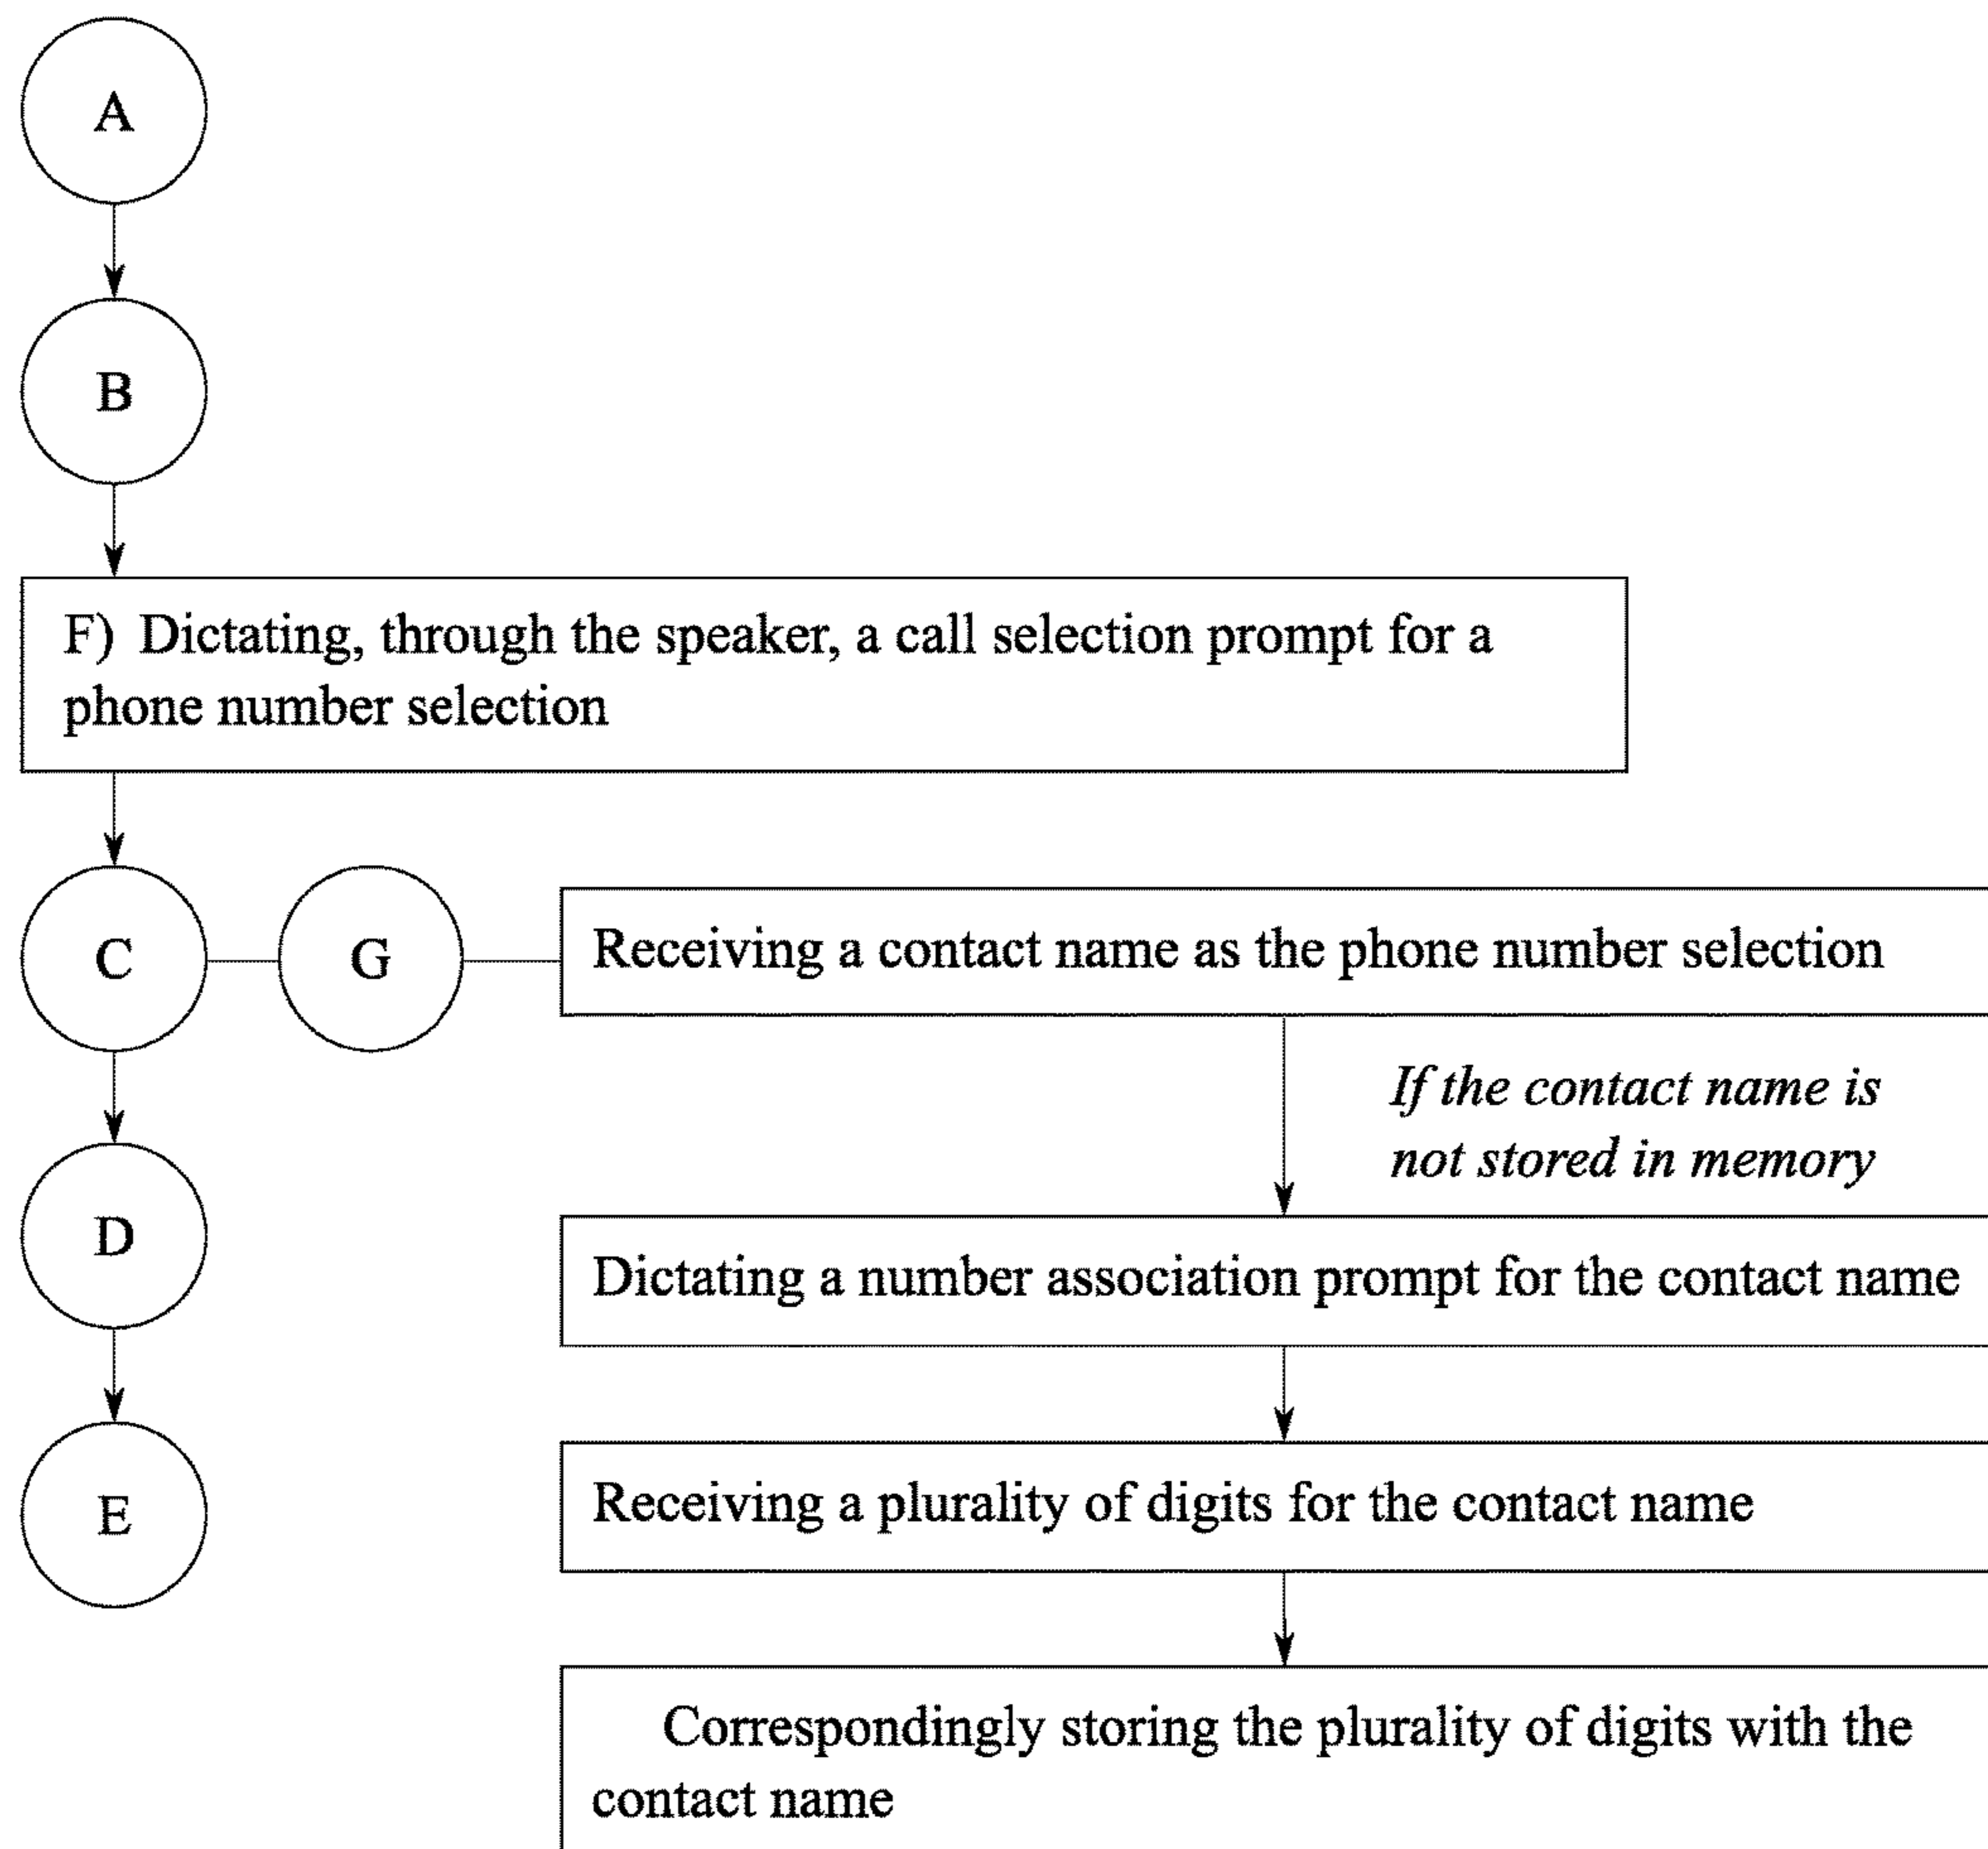 A
B
F) Dictating, through the speaker, a call selection prompt for a
phone number selection
C
G
Receiving a contact name as the phone number selection
If the contact name is
not stored in memory
D
Dictating a number association prompt for the contact name
E
Receiving a plurality of digits for the contact name
Correspondingly storing the plurality of digits with the
contact name